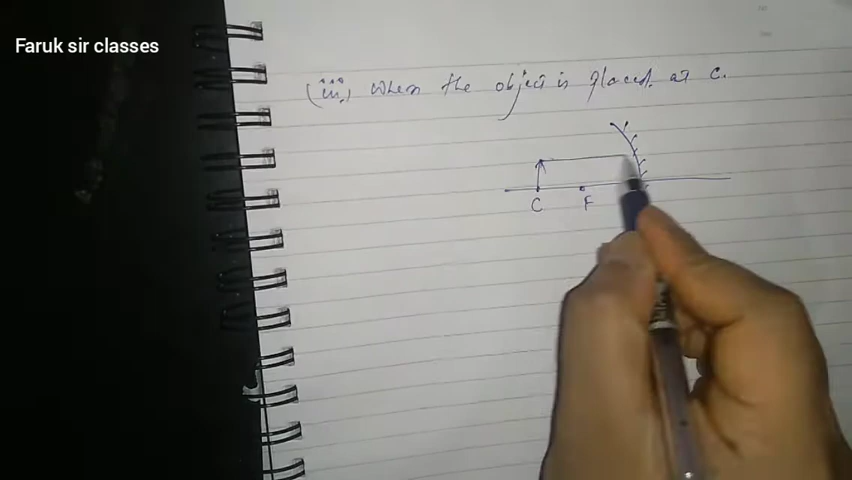 Faruk sir classes
(iii) When the object is placed at C.
C F